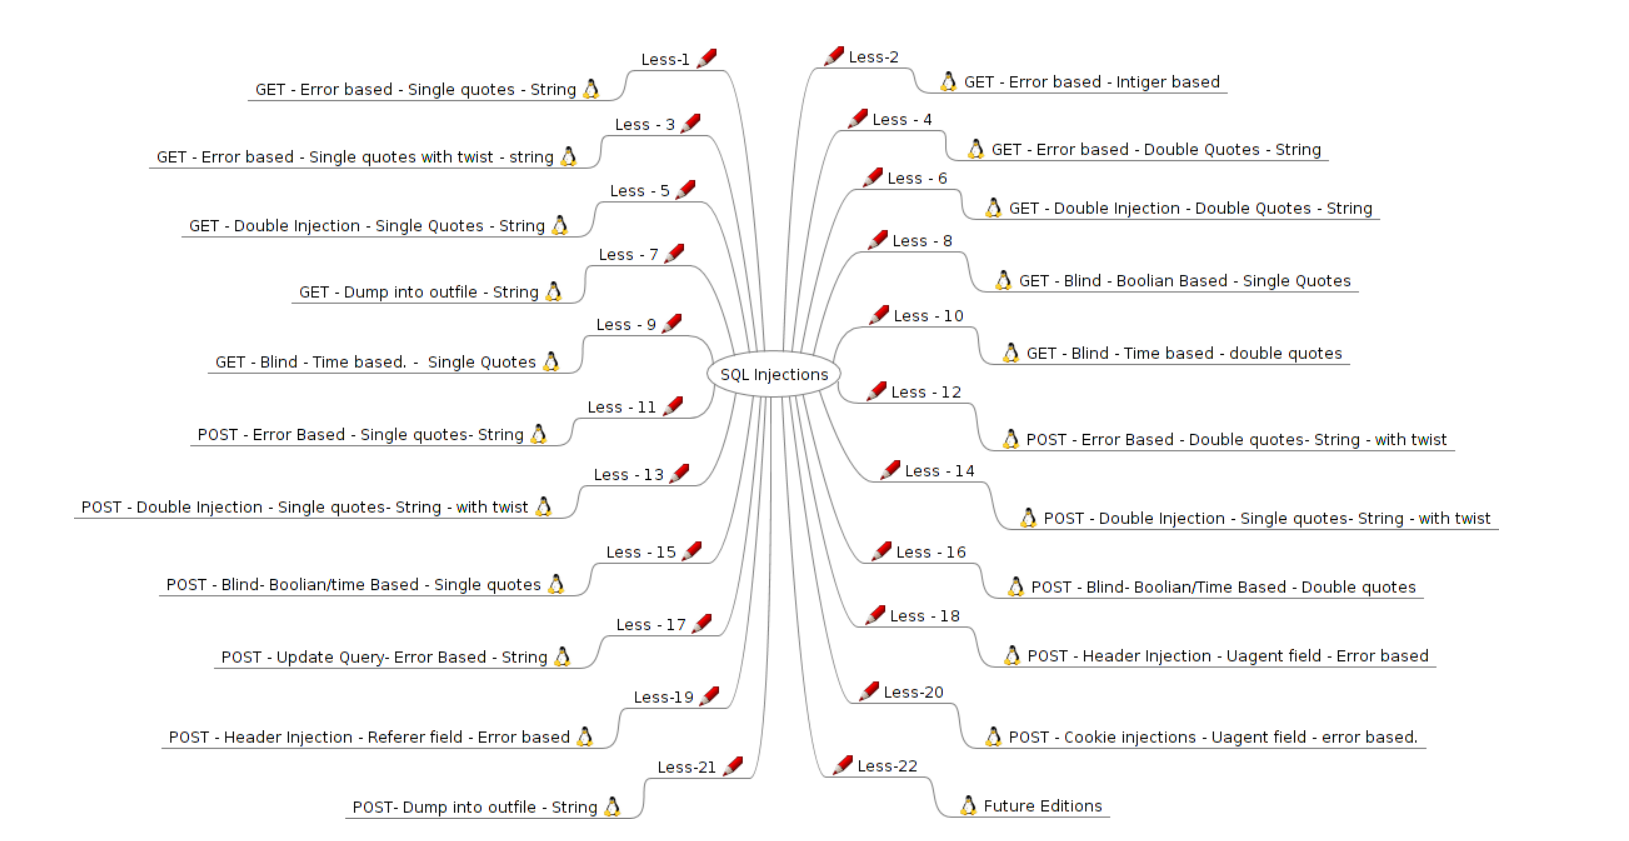 Less-1
GET - Error based - Single quotes - String
Less - 3
GET - Error based - Single quotes with twist - string
Less - 5
GET - Double Injection - Single Quotes - String
Less - 7
GET - Dump into outfile - String
Less - 9
GET - Blind - Time based. -  Single Quotes
Less - 11
POST - Error Based - Single quotes- String
Less - 13
POST - Double Injection - Single quotes- String - with twist
Less - 15
POST - Blind- Boolian/time Based - Single quotes
Less - 17
POST - Update Query- Error Based - String
Less-19
POST - Header Injection - Referer field - Error based
Less-21
POST- Dump into outfile - String
SQL Injections
Less-2
GET - Error based - Intiger based
Less - 4
GET - Error based - Double Quotes - String
Less - 6
GET - Double Injection - Double Quotes - String
Less - 8
GET - Blind - Boolian Based - Single Quotes
Less - 10
GET - Blind - Time based - double quotes
Less - 12
POST - Error Based - Double quotes- String - with twist
Less - 14
POST - Double Injection - Single quotes- String - with twist
Less - 16
POST - Blind- Boolian/Time Based - Double quotes
Less - 18
POST - Header Injection - Uagent field - Error based
Less-20
POST - Cookie injections - Uagent field - error based.
Less-22
Future Editions